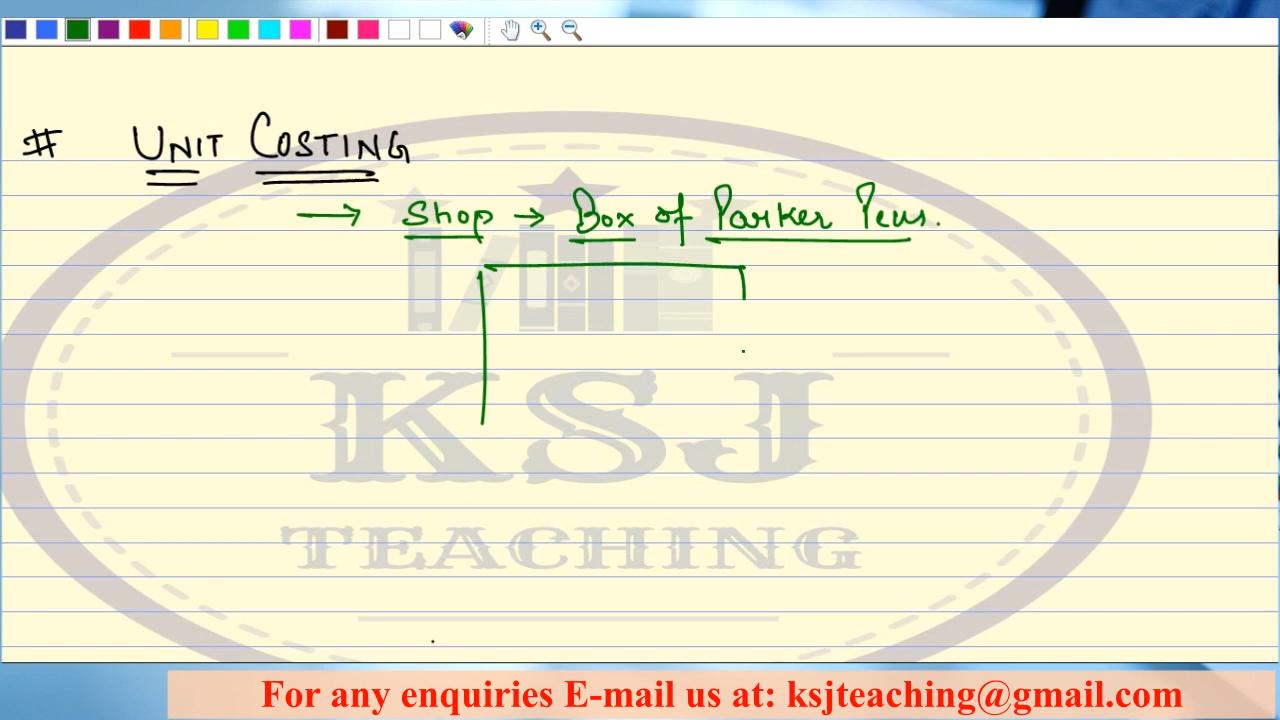 # UNIT COSTING
→ Shop → Box of Parker Pens.
KSJ
TEACHING
For any enquiries E-mail us at: ksjteaching@gmail.com